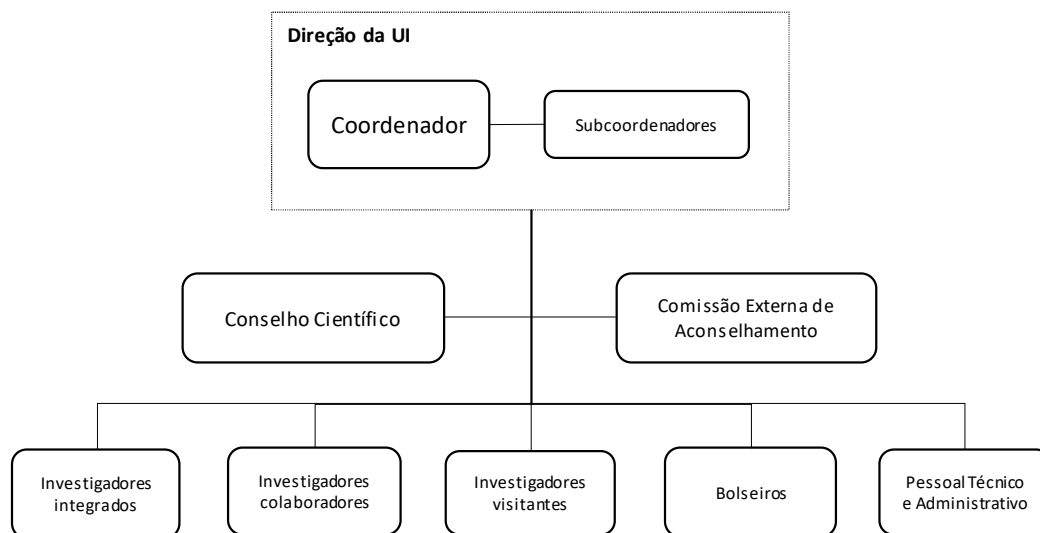 Direção da UI
Coordenador
Subcoordenadores
Conselho Científico
Comissão Externa de
Aconselhamento
Investigadores
integrados
Investigadores
colaboradores
Investigadores
visitantes
Bolseiros
Pessoal Técnico
e Administrativo